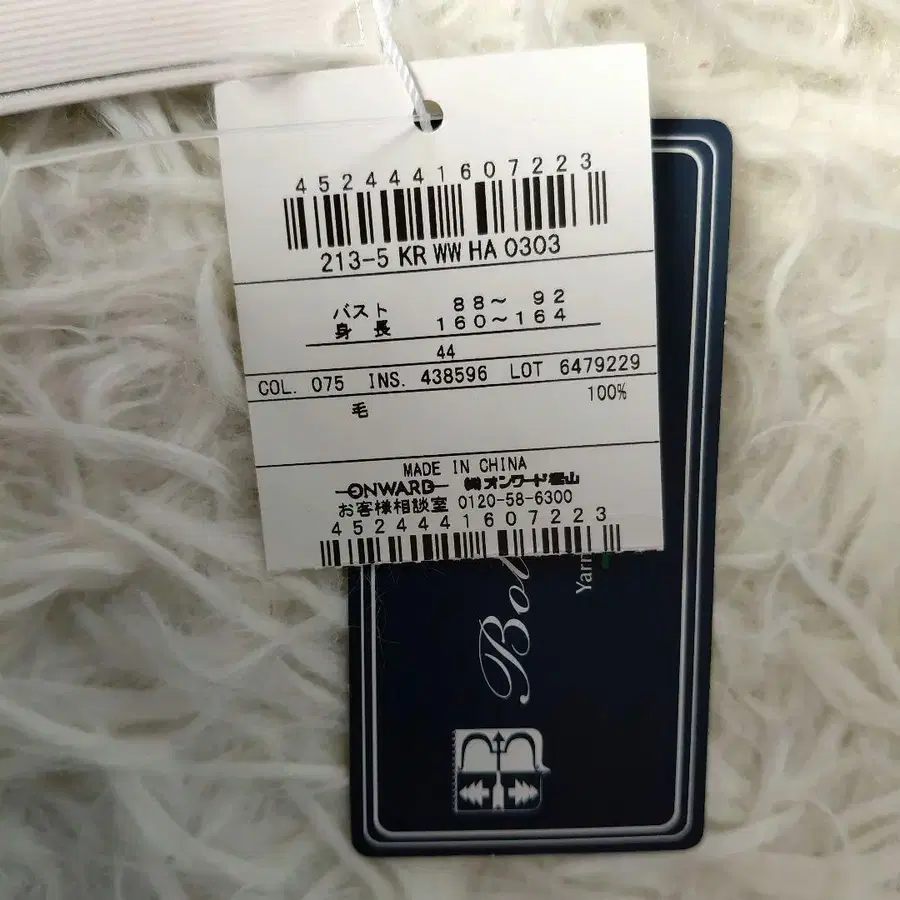 4524441607223
213-5 KR WW HA 0303
バスト 88~ 92
身長 160~164
44
COL. 075 INS. 438596 LOT 6479229
毛 100%
MADE IN CHINA
ONWARD ㈱オンワード樫山
お客様相談室 0120-58-6300
4524441607223